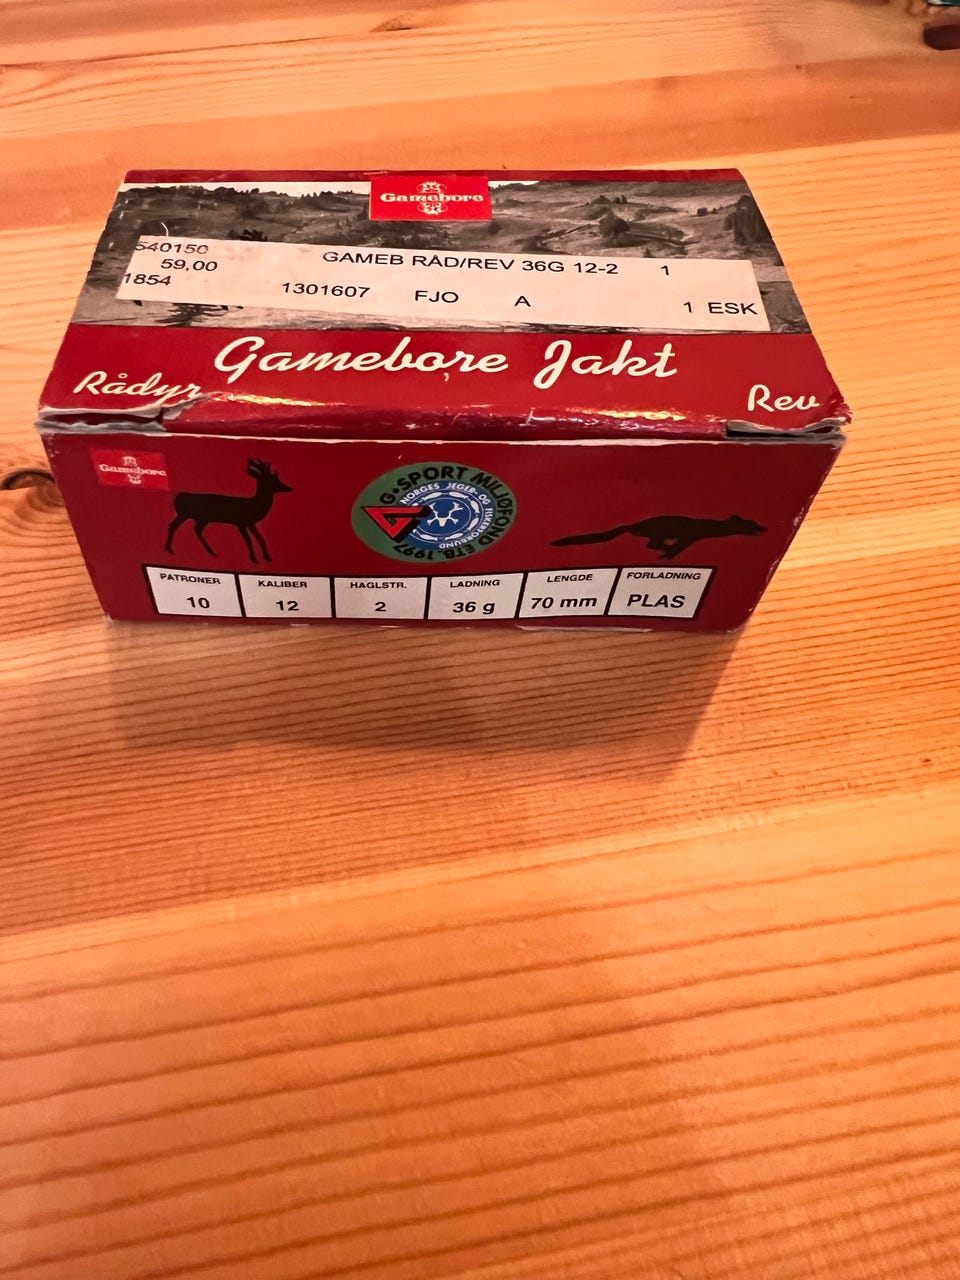 Gamebore
540150 GAMEB RÅD/REV 36G 12-2 1
59,00
1854 1301607 FJO A 1 ESK
Gamebore Jakt
Rådyr Rev
Gamebore
G-SPORT MILJØFOND ETB. 1997
NORGES JEGER- OG FISKERFORBUND
PATRONER KALIBER HAGLSTR. LADNING LENGDE FORLADNING
10 12 2 36 g 70 mm PLAS